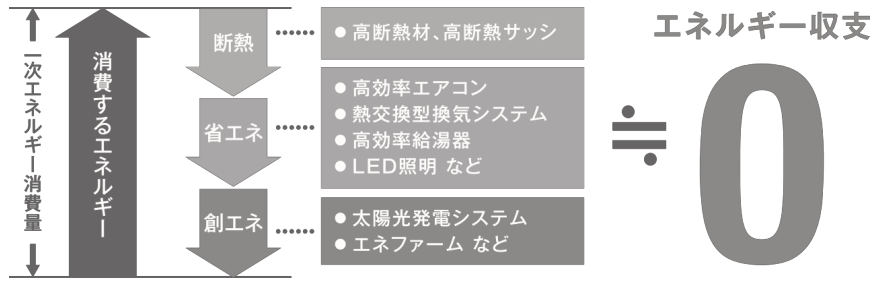 一次エネルギー消費量
消費するエネルギー
断熱
●高断熱材、高断熱サッシ
省エネ
●高効率エアコン
●熱交換型換気システム
●高効率給湯器
●LED照明 など
創エネ
●太陽光発電システム
●エネファーム など
≒
エネルギー収支
0